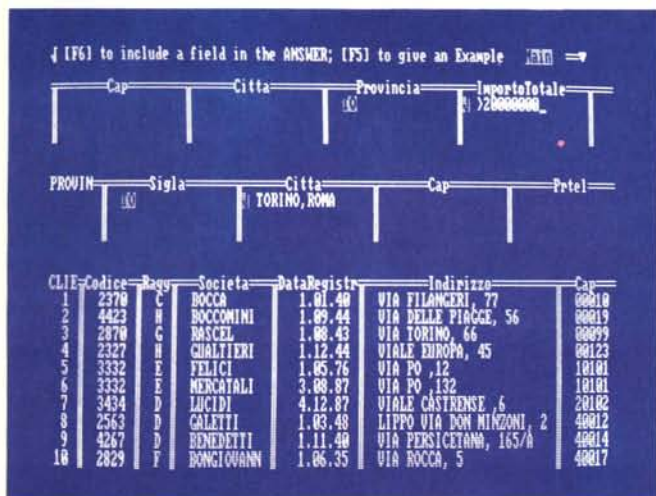 √ [F6] to include a field in the ANSWER; [F5] to give an Example Main
Cap Citta Provincia ImportoTotale
>20000000_
PROVIN Sigla Citta Cap Prtel
TORINO,ROMA
CLIE Codice Ragg Societa DataRegistr Indirizzo Cap
1 2370 C BOCCA 1.01.40 VIA FILANGERI, 77 00010
2 4423 H BOCCOMINI 1.09.44 VIA DELLE PIAGGE, 56 00019
3 2870 G RASCEL 1.08.43 VIA TORINO, 66 00099
4 2327 H GUALTIERI 1.12.44 VIALE EUROPA, 45 00123
5 3332 E FELICI 1.05.76 VIA PO ,12 10101
6 3332 E MERCATALI 3.08.87 VIA PO ,132 10101
7 3434 D LUCIDI 4.12.87 VIALE CASTRENSE ,6 20102
8 2563 D GALETTI 1.03.48 LIPPO VIA DON MINZONI, 2 40012
9 4267 D BENEDETTI 1.11.40 VIA PERSICETANA, 165/A 40014
10 2829 F BONGIOVANN 1.06.35 VIA ROCCA, 5 40017